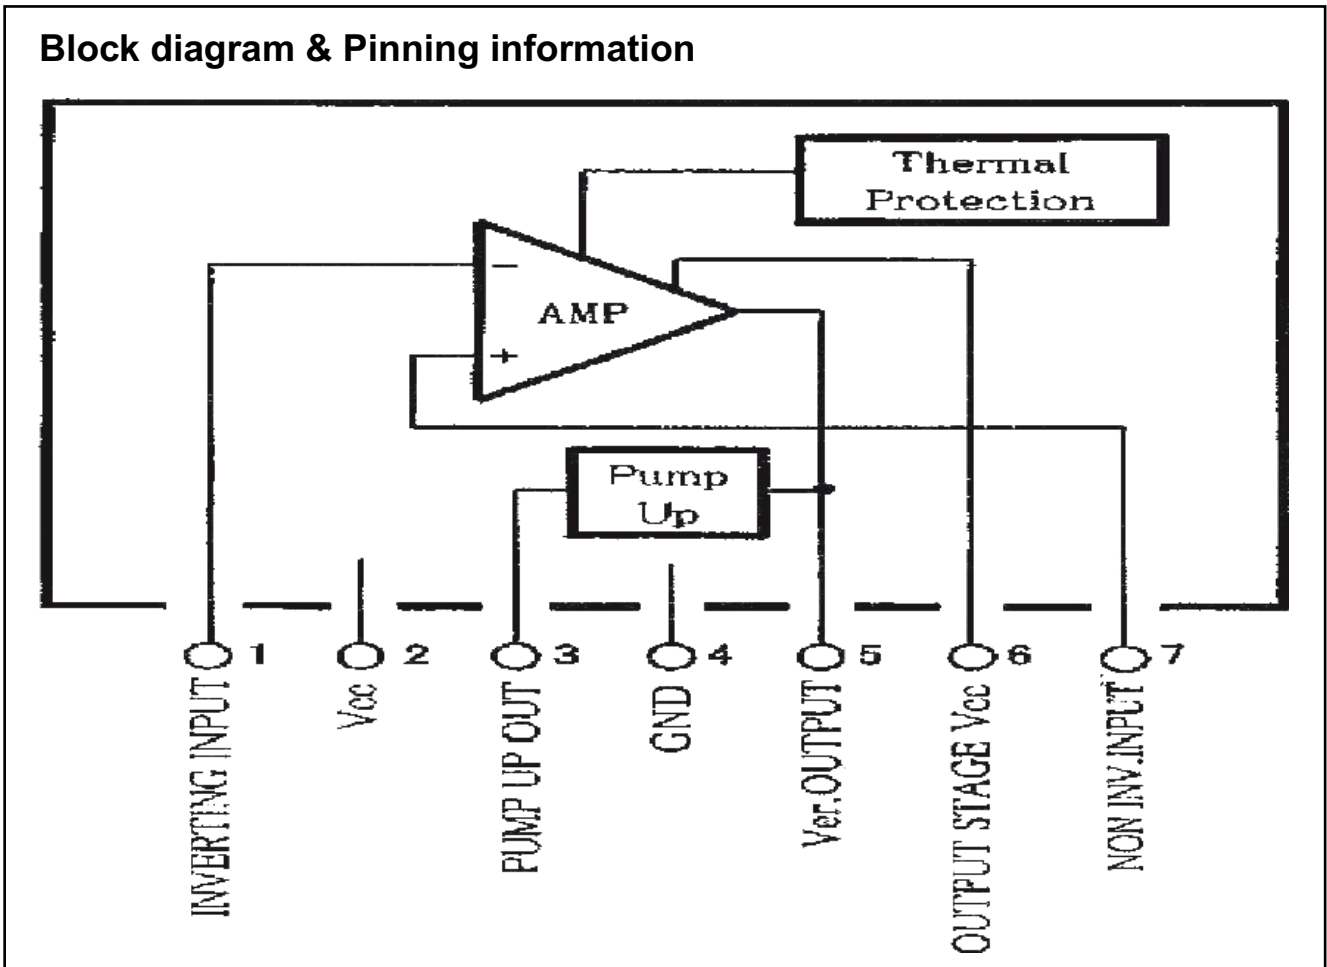 Block diagram & Pinning information
Thermal
Protection
−
AMP
+
Pump
Up
1
2
3
4
5
6
7
INVERTING INPUT
Vcc
PUMP UP OUT
GND
Ver.OUTPUT
OUTPUT STAGE Vcc
NON INV.INPUT